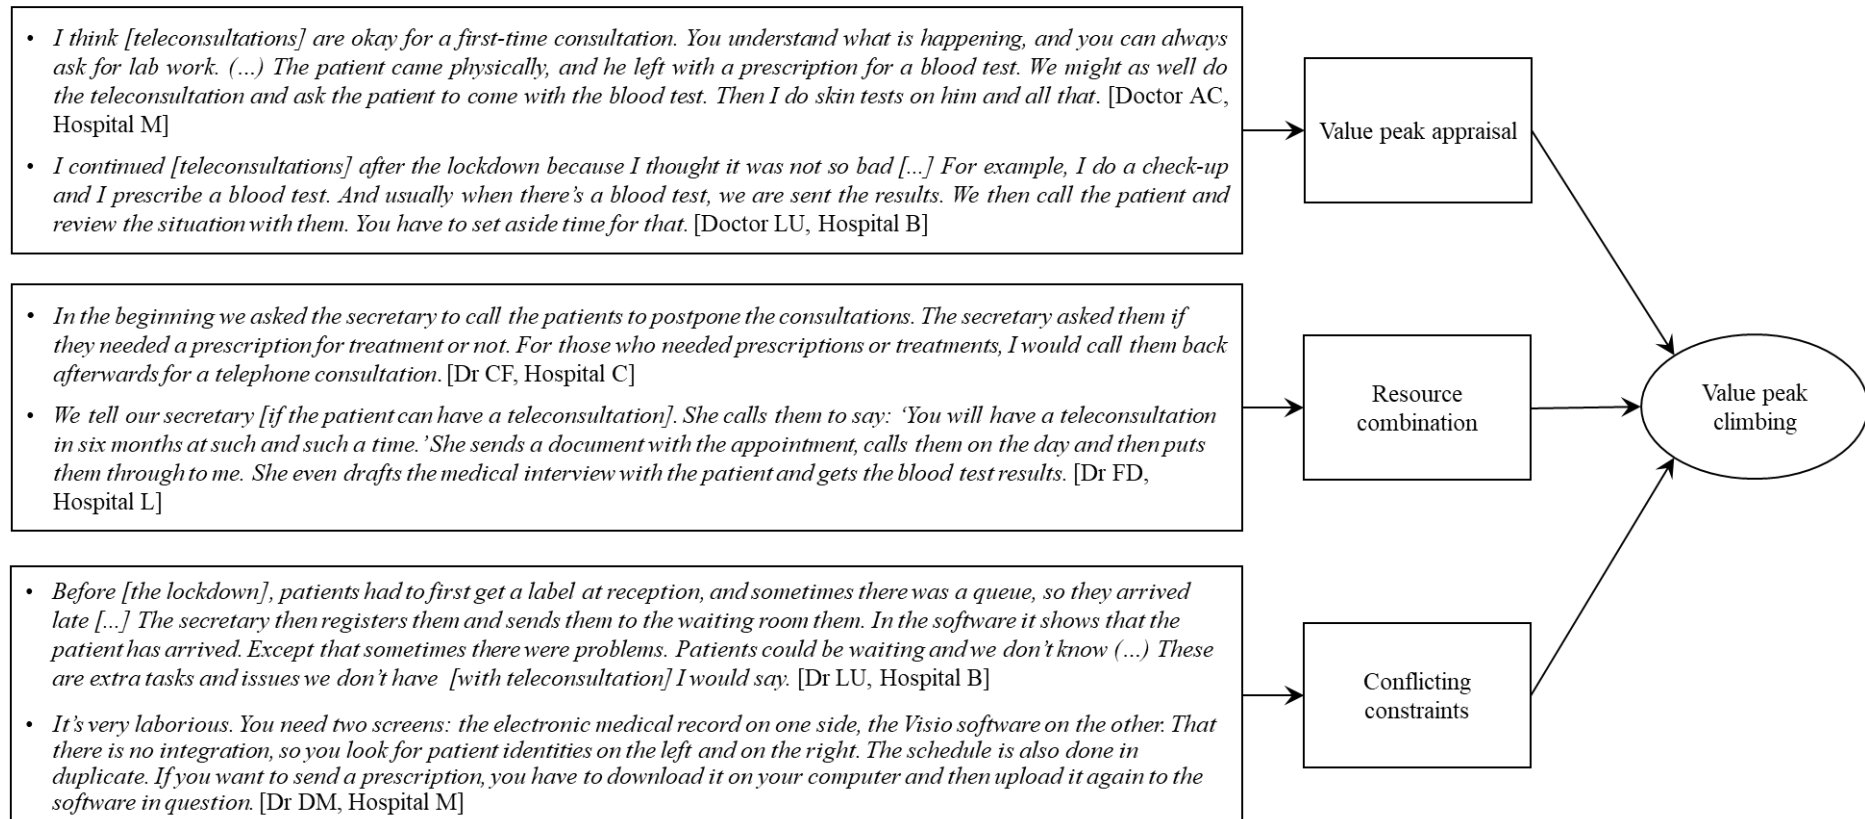 • I think [teleconsultations] are okay for a first-time consultation. You understand what is happening, and you can always
ask for lab work. (...) The patient came physically, and he left with a prescription for a blood test. We might as well do
the teleconsultation and ask the patient to come with the blood test. Then I do skin tests on him and all that. [Doctor AC,
Hospital M]
• I continued [teleconsultations] after the lockdown because I thought it was not so bad [...] For example, I do a check-up
and I prescribe a blood test. And usually when there's a blood test, we are sent the results. We then call the patient and
review the situation with them. You have to set aside time for that. [Doctor LU, Hospital B]
Value peak appraisal
• In the beginning we asked the secretary to call the patients to postpone the consultations. The secretary asked them if
they needed a prescription for treatment or not. For those who needed prescriptions or treatments, I would call them back
afterwards for a telephone consultation. [Dr CF, Hospital C]
• We tell our secretary [if the patient can have a teleconsultation]. She calls them to say: ‘You will have a teleconsultation
in six months at such and such a time.’ She sends a document with the appointment, calls them on the day and then puts
them through to me. She even drafts the medical interview with the patient and gets the blood test results. [Dr FD,
Hospital L]
Resource
combination
Value peak
climbing
• Before [the lockdown], patients had to first get a label at reception, and sometimes there was a queue, so they arrived
late [...] The secretary then registers them and sends them to the waiting room them. In the software it shows that the
patient has arrived. Except that sometimes there were problems. Patients could be waiting and we don't know (...) These
are extra tasks and issues we don't have [with teleconsultation] I would say. [Dr LU, Hospital B]
• It's very laborious. You need two screens: the electronic medical record on one side, the Visio software on the other. That
there is no integration, so you look for patient identities on the left and on the right. The schedule is also done in
duplicate. If you want to send a prescription, you have to download it on your computer and then upload it again to the
software in question. [Dr DM, Hospital M]
Conflicting
constraints